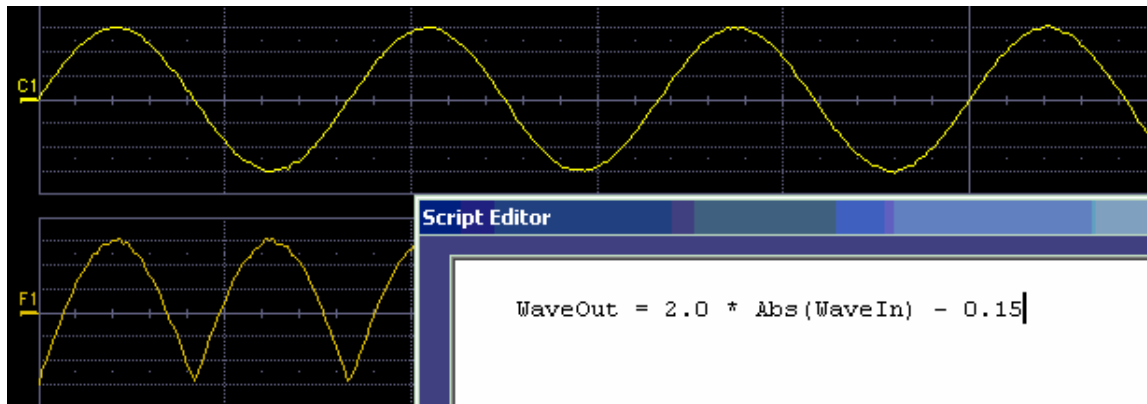 C1
Script Editor
F1
WaveOut = 2.0 * Abs(WaveIn) - 0.15